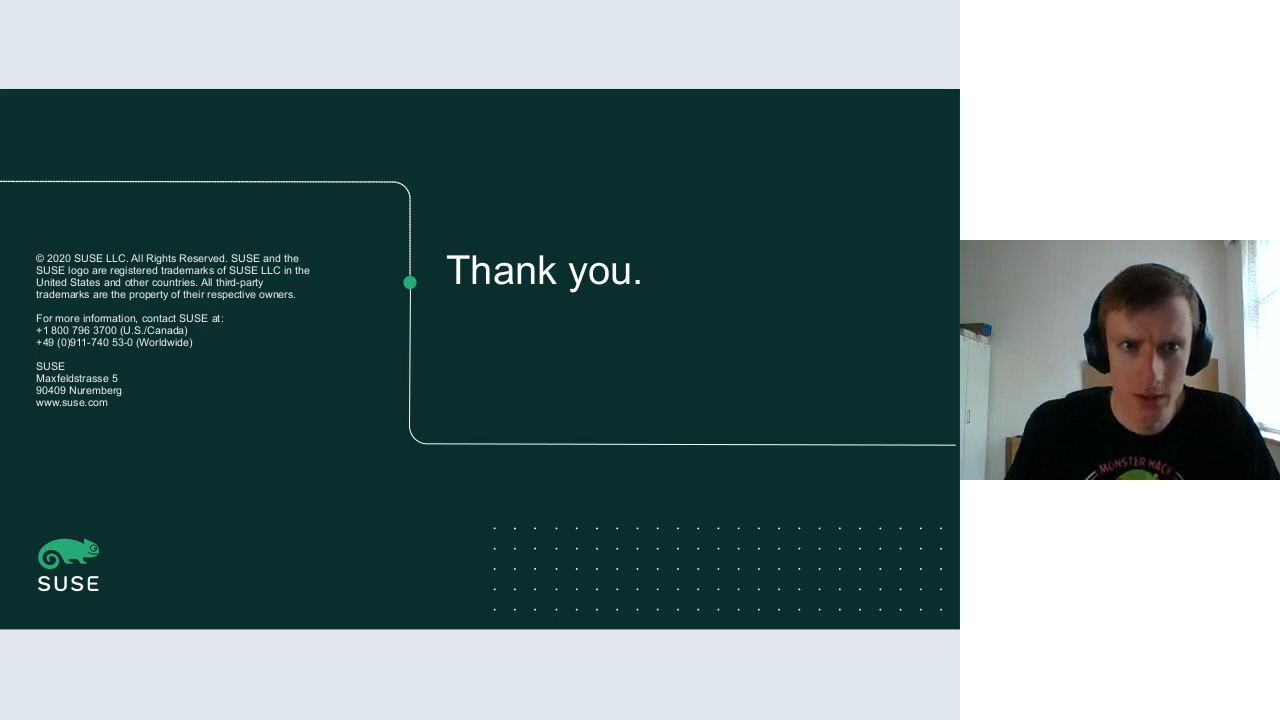 © 2020 SUSE LLC. All Rights Reserved. SUSE and the
SUSE logo are registered trademarks of SUSE LLC in the
United States and other countries. All third-party
trademarks are the property of their respective owners.
For more information, contact SUSE at:
+1 800 796 3700 (U.S./Canada)
+49 (0)911-740 53-0 (Worldwide)
SUSE
Maxfeldstrasse 5
90409 Nuremberg
www.suse.com
Thank you.
SUSE
MONSTER HACK